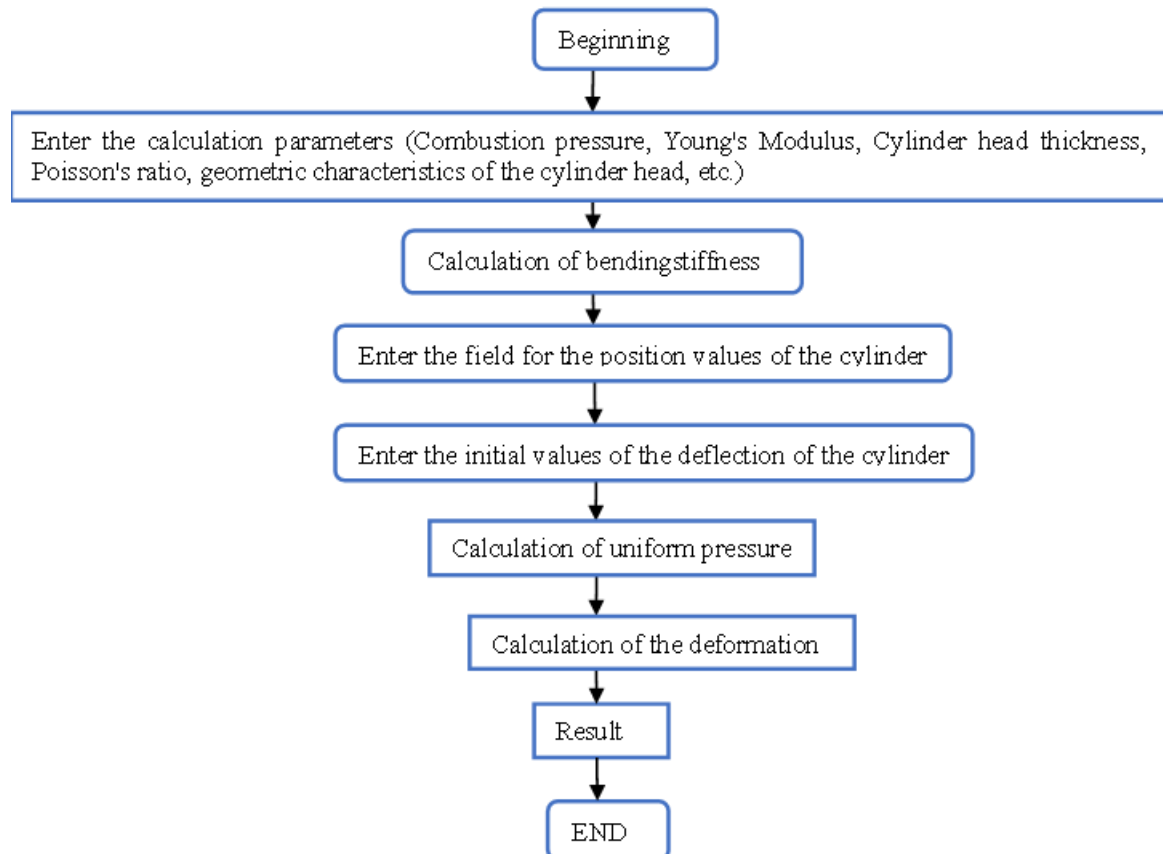 Beginning
Enter the calculation parameters (Combustion pressure, Young's Modulus, Cylinder head thickness,
Poisson's ratio, geometric characteristics of the cylinder head, etc.)
Calculation of bendingstiffness
Enter the field for the position values of the cylinder
Enter the initial values of the deflection of the cylinder
Calculation of uniform pressure
Calculation of the deformation
Result
END